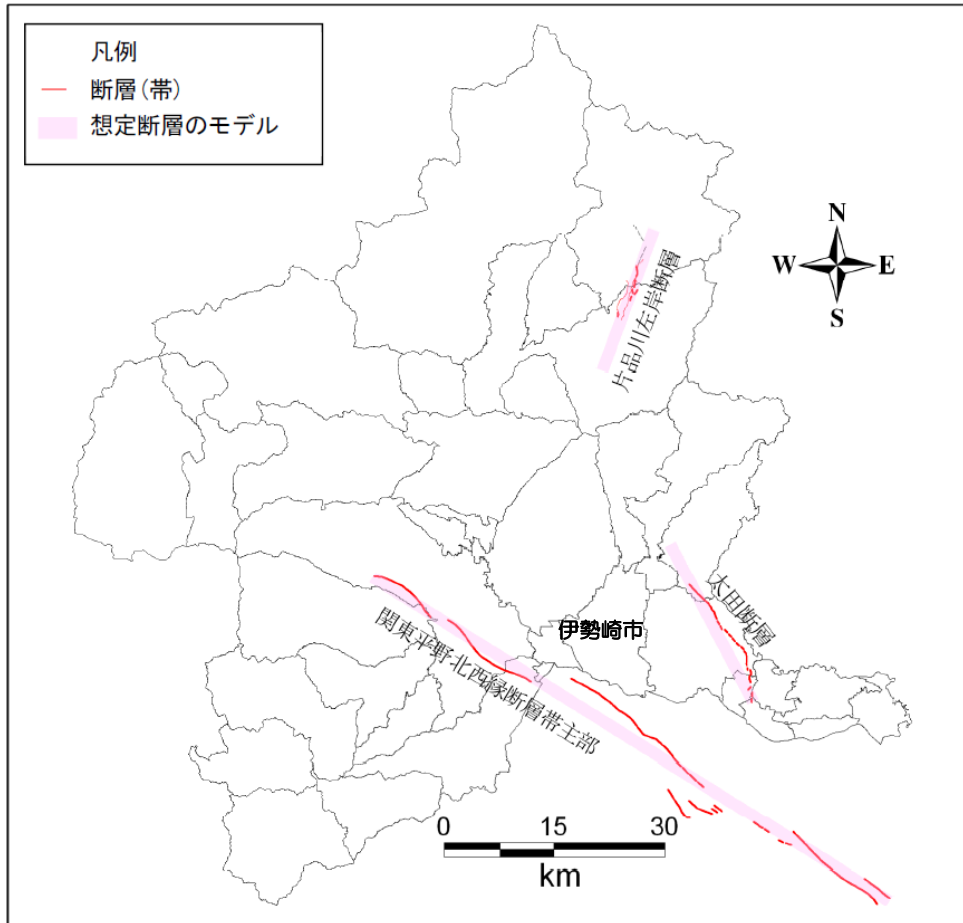 凡例
断層(帯)
想定断層のモデル
N
W
E
S
片品川左岸断層
太田断層
伊勢崎市
関東平野北西縁断層帯主部
0
15
30
km